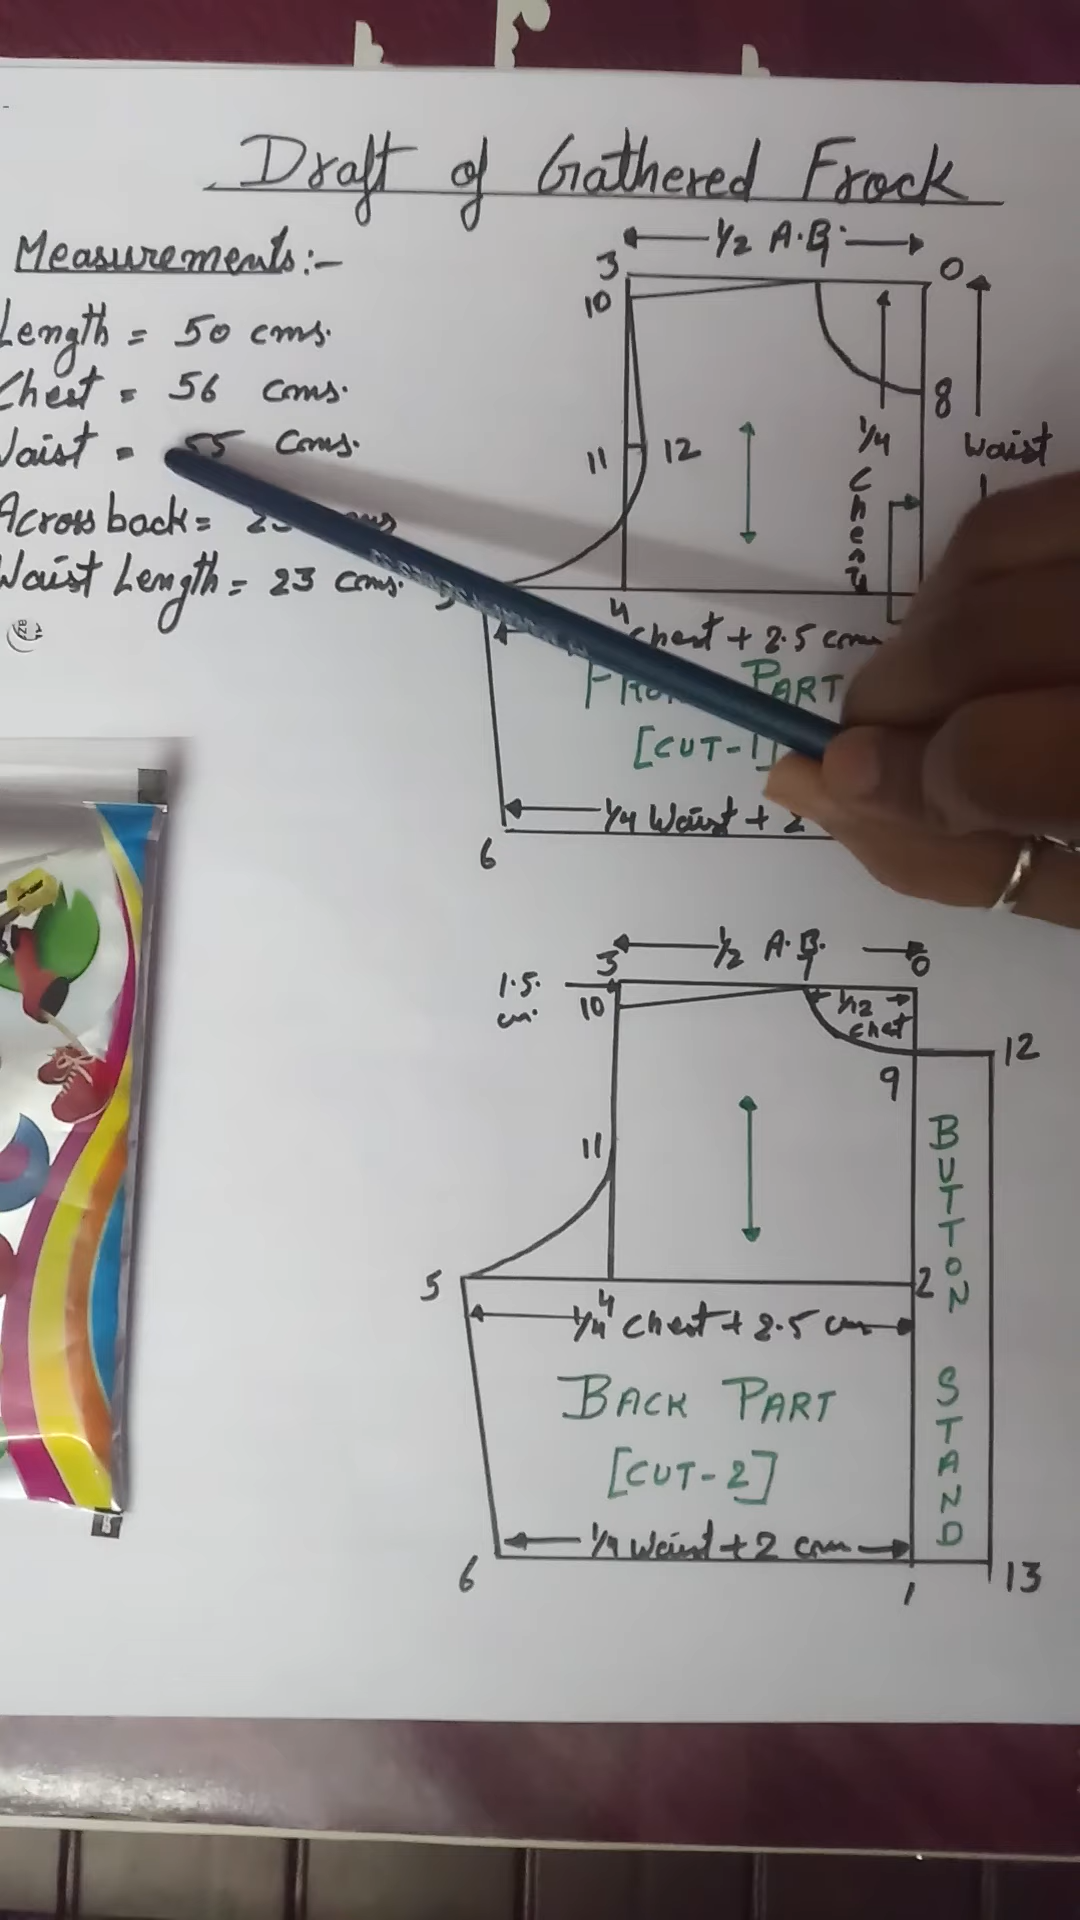 Draft of Gathered Frock
Measurements:-
Length = 50 cms.
Chest = 56 cms.
Waist = 55 cms.
Across back =
Waist Length = 23 cms.
1/2 A.B.
3
0
10
8
11
12
1/4 Chest
Waist
4
Chest + 2.5 cm
PART
[CUT-1]
1/4 Waist + 2
6
1/2 A.B.
3
0
1.5 cm.
10
1/12 chest
12
9
11
BUTTON STAND
5
4
2
1/4 Chest + 2.5 cm
BACK PART
[CUT-2]
1/4 Waist + 2 cm
6
1
13